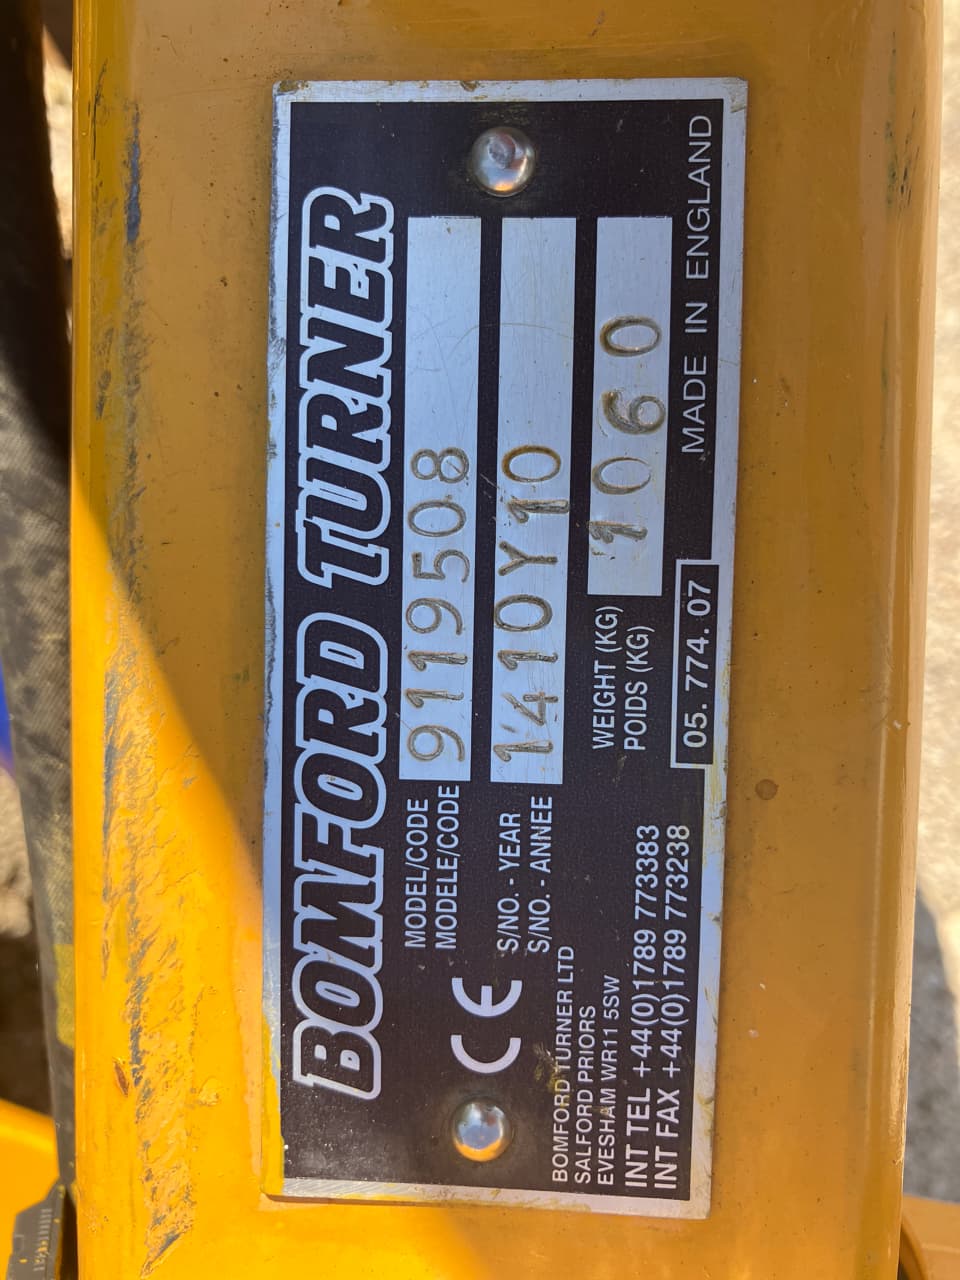 BOMFORD TURNER
MODEL/CODE
MODELE/CODE
9119508
S/NO.- YEAR
S/NO.- ANNEE
1410Y10
CE
BOMFORD TURNER LTD
SALFORD PRIORS
EVESHAM WR11 5SW
INT TEL +44(0)1789 773383
INT FAX +44(0)1789 773238
WEIGHT (KG)
POIDS (KG)
1060
05. 774. 07
MADE IN ENGLAND